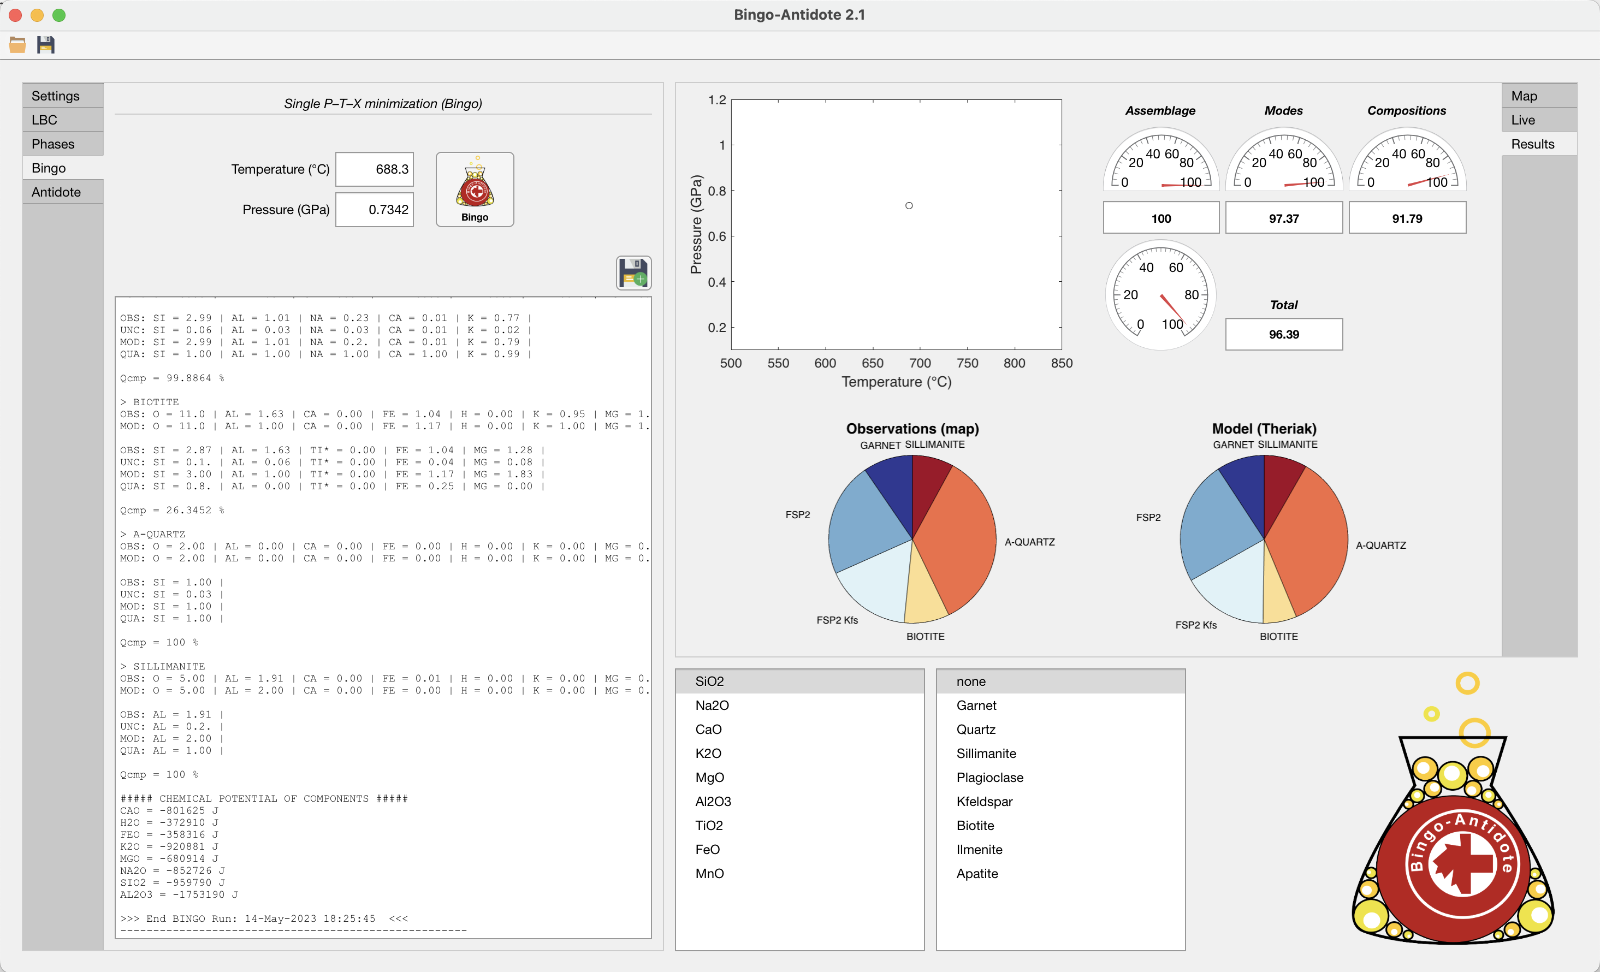 Bingo-Antidote 2.1
Settings
LBC
Phases
Bingo
Antidote
Single P–T–X minimization (Bingo)
Temperature (°C)
688.3
Pressure (GPa)
0.7342
Bingo
OBS: SI = 2.99 | AL = 1.01 | NA = 0.23 | CA = 0.01 | K = 0.77 |
UNC: SI = 0.06 | AL = 0.03 | NA = 0.03 | CA = 0.01 | K = 0.02 |
MOD: SI = 2.99 | AL = 1.01 | NA = 0.2. | CA = 0.01 | K = 0.79 |
QUA: SI = 1.00 | AL = 1.00 | NA = 1.00 | CA = 1.00 | K = 0.99 |
Qcmp = 99.8864 %
> BIOTITE
OBS: O = 11.0 | AL = 1.63 | CA = 0.00 | FE = 1.04 | H = 0.00 | K = 0.95 | MG = 1.
MOD: O = 11.0 | AL = 1.00 | CA = 0.00 | FE = 1.17 | H = 0.00 | K = 1.00 | MG = 1.
OBS: SI = 2.87 | AL = 1.63 | TI* = 0.00 | FE = 1.04 | MG = 1.28 |
UNC: SI = 0.1. | AL = 0.06 | TI* = 0.00 | FE = 0.04 | MG = 0.08 |
MOD: SI = 3.00 | AL = 1.00 | TI* = 0.00 | FE = 1.17 | MG = 1.83 |
QUA: SI = 0.8. | AL = 0.00 | TI* = 0.00 | FE = 0.25 | MG = 0.00 |
Qcmp = 26.3452 %
> A-QUARTZ
OBS: O = 2.00 | AL = 0.00 | CA = 0.00 | FE = 0.00 | H = 0.00 | K = 0.00 | MG = 0.
MOD: O = 2.00 | AL = 0.00 | CA = 0.00 | FE = 0.00 | H = 0.00 | K = 0.00 | MG = 0.
OBS: SI = 1.00 |
UNC: SI = 0.03 |
MOD: SI = 1.00 |
QUA: SI = 1.00 |
Qcmp = 100 %
> SILLIMANITE
OBS: O = 5.00 | AL = 1.91 | CA = 0.00 | FE = 0.01 | H = 0.00 | K = 0.00 | MG = 0.
MOD: O = 5.00 | AL = 2.00 | CA = 0.00 | FE = 0.00 | H = 0.00 | K = 0.00 | MG = 0.
OBS: AL = 1.91 |
UNC: AL = 0.2. |
MOD: AL = 2.00 |
QUA: AL = 1.00 |
Qcmp = 100 %
##### CHEMICAL POTENTIAL OF COMPONENTS #####
CAO = -801625 J
H2O = -372910 J
FEO = -358316 J
K2O = -920881 J
MGO = -680914 J
NA2O = -852726 J
SIO2 = -959790 J
AL2O3 = -1753190 J
>>> End BINGO Run: 14-May-2023 18:25:45 <<<
-----------------------------------------------------
1.2
1
0.8
0.6
0.4
0.2
Pressure (GPa)
500 550 600 650 700 750 800 850
Temperature (°C)
Assemblage
0 20 40 60 80 100
100
Modes
0 20 40 60 80 100
97.37
Compositions
0 20 40 60 80 100
91.79
0 20 40 60 80 100
Total
96.39
Map
Live
Results
Observations (map)
GARNET SILLIMANITE
FSP2
A-QUARTZ
FSP2 Kfs
BIOTITE
Model (Theriak)
GARNET SILLIMANITE
FSP2
A-QUARTZ
FSP2 Kfs
BIOTITE
SiO2
Na2O
CaO
K2O
MgO
Al2O3
TiO2
FeO
MnO
none
Garnet
Quartz
Sillimanite
Plagioclase
Kfeldspar
Biotite
Ilmenite
Apatite
Bingo-Antidote